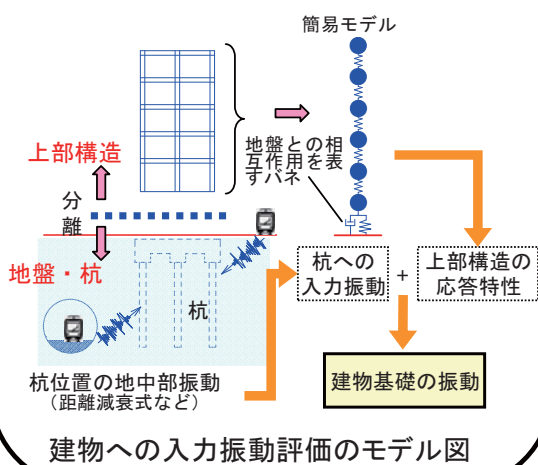 簡易モデル
地盤との相
互作用を表
すバネ
上部構造
分
離
地盤・杭
杭
杭への
入力振動
+
上部構造の
応答特性
杭位置の地中部振動
（距離減衰式など）
建物基礎の振動
建物への入力振動評価のモデル図